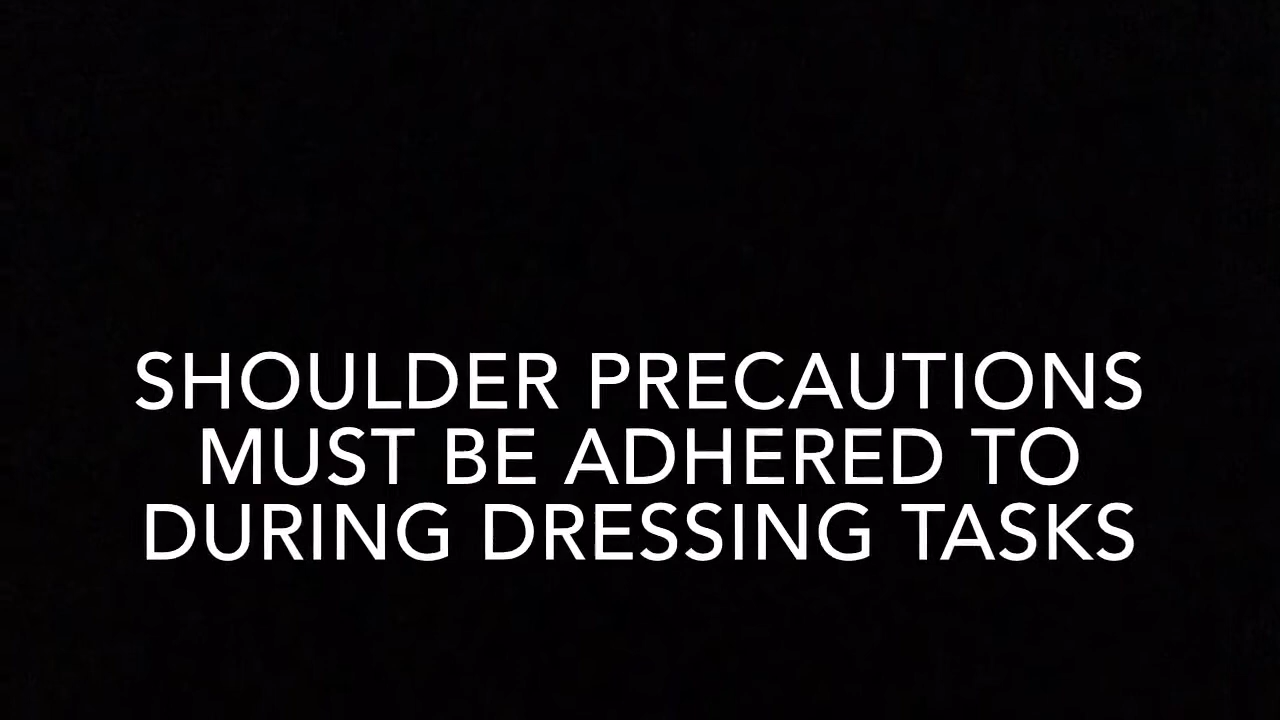 SHOULDER PRECAUTIONS
MUST BE ADHERED TO
DURING DRESSING TASKS